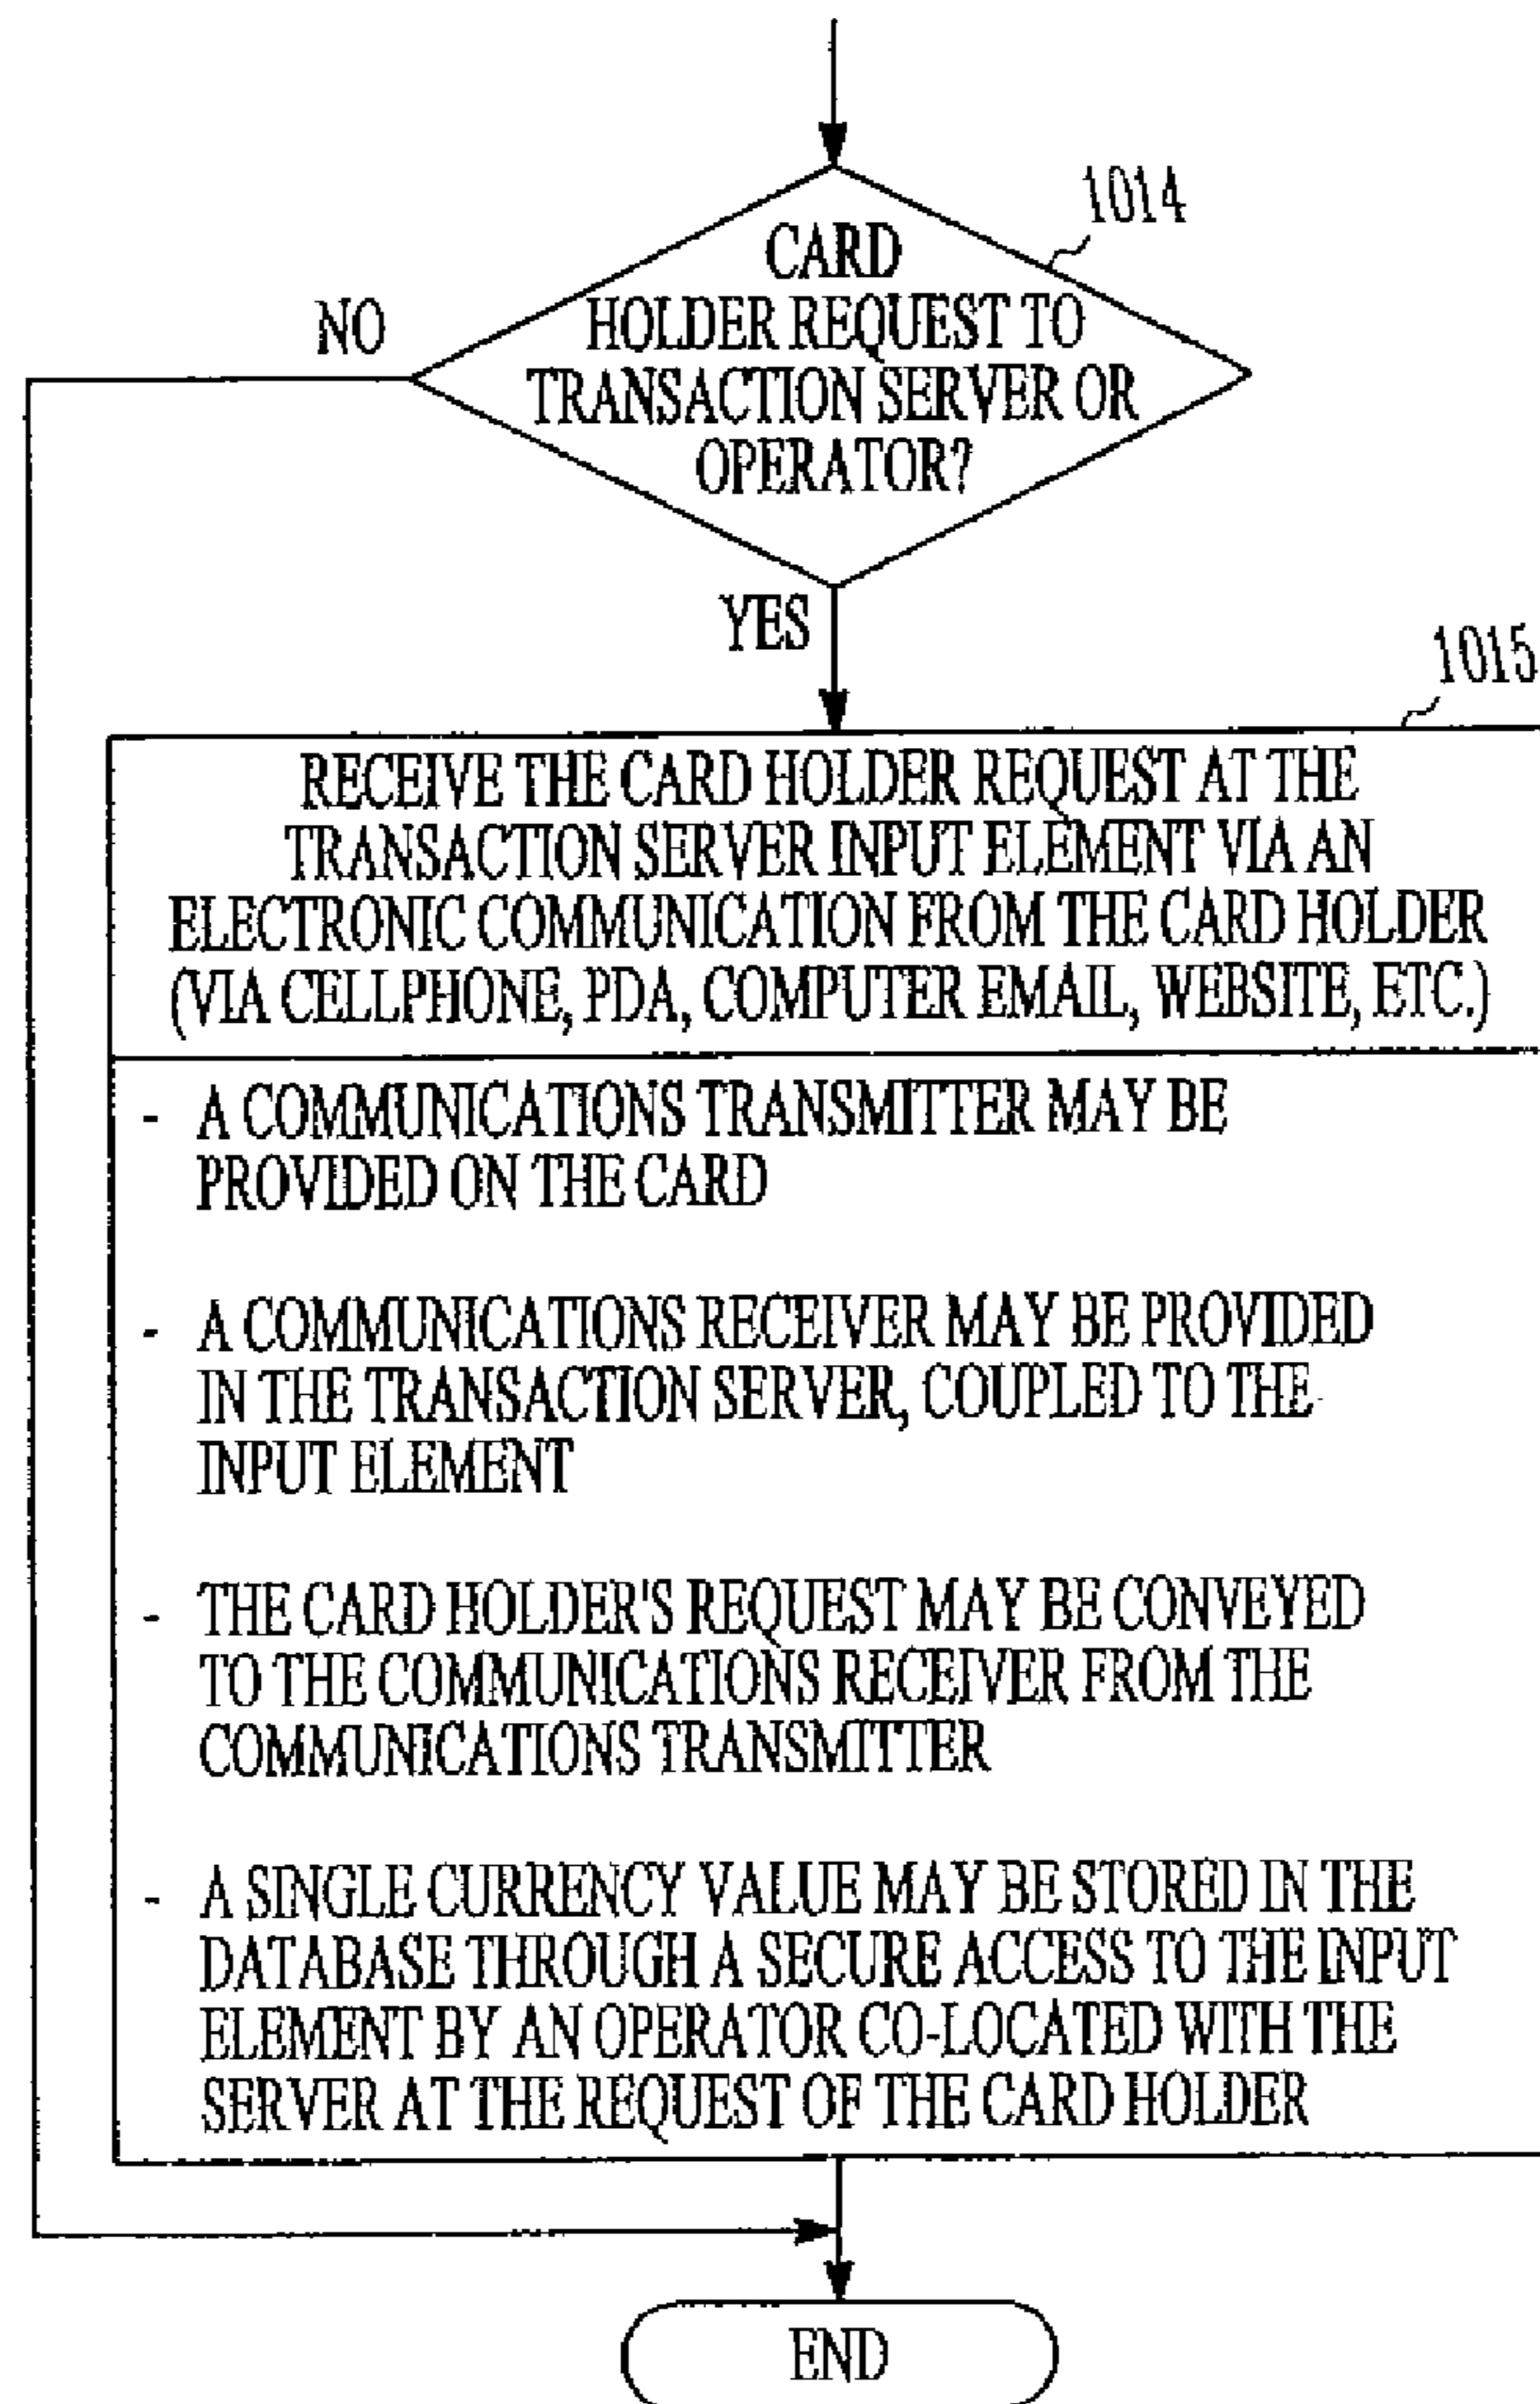 1014
CARD
HOLDER REQUEST TO
TRANSACTION SERVER OR
OPERATOR?
NO
YES
1015
RECEIVE THE CARD HOLDER REQUEST AT THE
TRANSACTION SERVER INPUT ELEMENT VIA AN
ELECTRONIC COMMUNICATION FROM THE CARD HOLDER
(VIA CELLPHONE, PDA, COMPUTER EMAIL, WEBSITE, ETC.)
- A COMMUNICATIONS TRANSMITTER MAY BE
PROVIDED ON THE CARD
- A COMMUNICATIONS RECEIVER MAY BE PROVIDED
IN THE TRANSACTION SERVER, COUPLED TO THE
INPUT ELEMENT
- THE CARD HOLDER'S REQUEST MAY BE CONVEYED
TO THE COMMUNICATIONS RECEIVER FROM THE
COMMUNICATIONS TRANSMITTER
- A SINGLE CURRENCY VALUE MAY BE STORED IN THE
DATABASE THROUGH A SECURE ACCESS TO THE INPUT
ELEMENT BY AN OPERATOR CO-LOCATED WITH THE
SERVER AT THE REQUEST OF THE CARD HOLDER
END